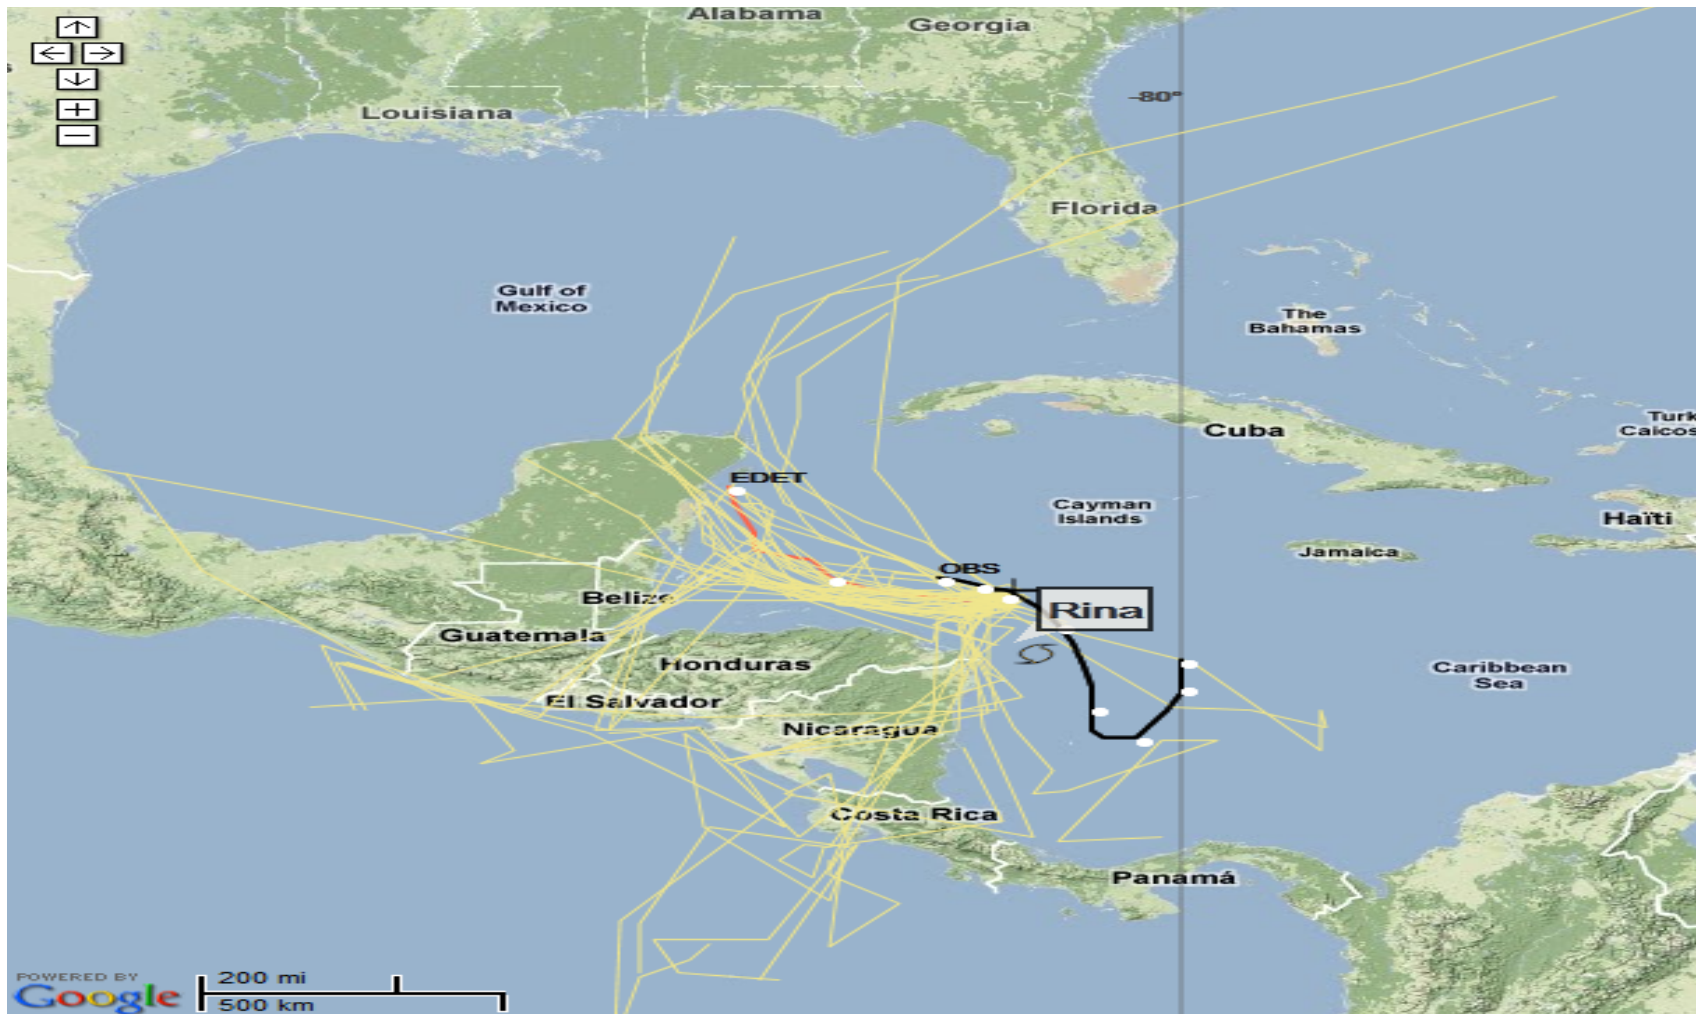 Alabama
Georgia
Louisiana
-80°
Florida
Gulf of
Mexico
The
Bahamas
Turk
Caicos
Cuba
EDET
Cayman
Islands
Haïti
Jamaica
OBS
Belize
Rina
Guatemala
Honduras
Caribbean
Sea
El Salvador
Nicaragua
Costa Rica
Panamá
POWERED BY
Google
200 mi
500 km